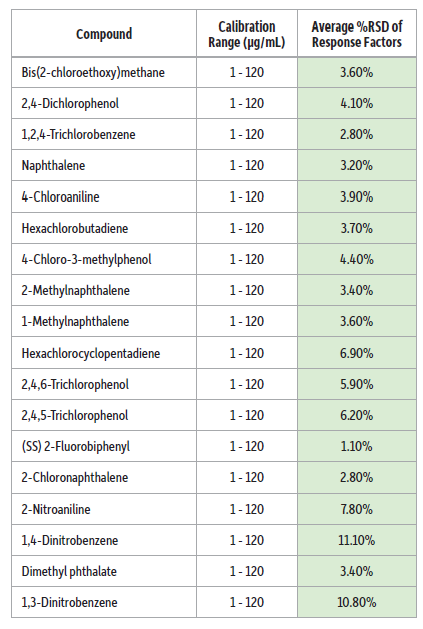 Compound Calibration Range (µg/mL) Average %RSD of Response Factors
Bis(2-chloroethoxy)methane 1 - 120 3.60%
2,4-Dichlorophenol 1 - 120 4.10%
1,2,4-Trichlorobenzene 1 - 120 2.80%
Naphthalene 1 - 120 3.20%
4-Chloroaniline 1 - 120 3.90%
Hexachlorobutadiene 1 - 120 3.70%
4-Chloro-3-methylphenol 1 - 120 4.40%
2-Methylnaphthalene 1 - 120 3.40%
1-Methylnaphthalene 1 - 120 3.60%
Hexachlorocyclopentadiene 1 - 120 6.90%
2,4,6-Trichlorophenol 1 - 120 5.90%
2,4,5-Trichlorophenol 1 - 120 6.20%
(SS) 2-Fluorobiphenyl 1 - 120 1.10%
2-Chloronaphthalene 1 - 120 2.80%
2-Nitroaniline 1 - 120 7.80%
1,4-Dinitrobenzene 1 - 120 11.10%
Dimethyl phthalate 1 - 120 3.40%
1,3-Dinitrobenzene 1 - 120 10.80%